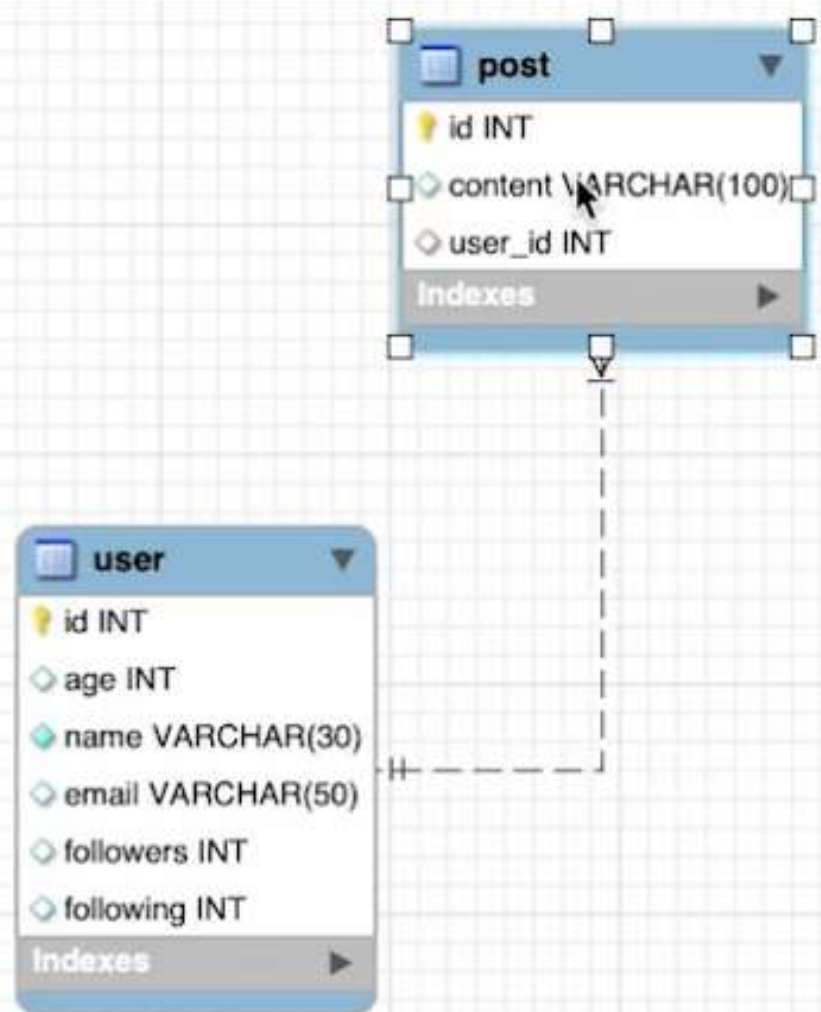 post
id INT
content VARCHAR(100)
user_id INT
Indexes
user
id INT
age INT
name VARCHAR(30)
email VARCHAR(50)
followers INT
following INT
Indexes